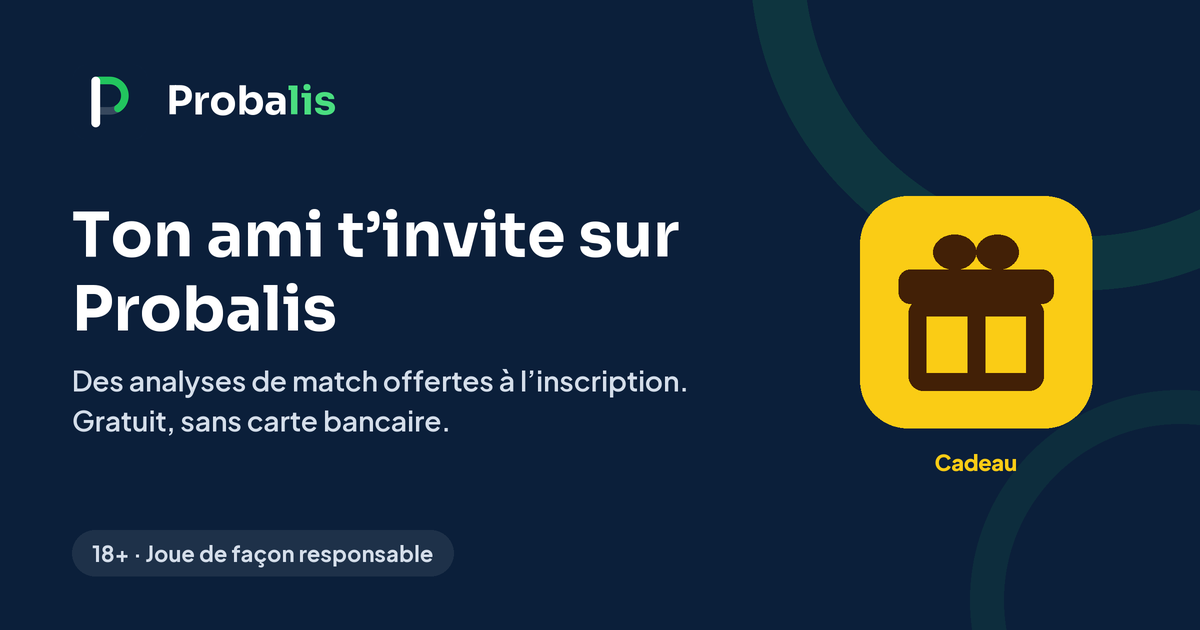 Probalis
Ton ami t’invite sur
Probalis
Des analyses de match offertes à l’inscription.
Gratuit, sans carte bancaire.
Cadeau
18+ · Joue de façon responsable